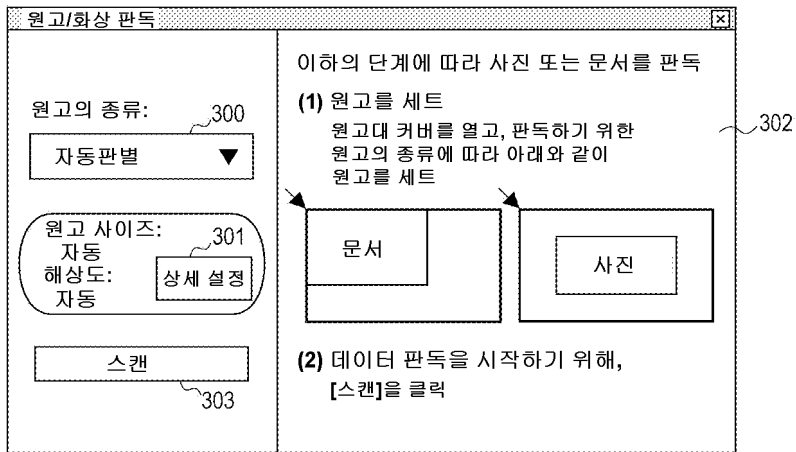 원고/화상 판독
원고의 종류:
300
자동판별
원고 사이즈:
자동
301
해상도:
자동
상세 설정
스캔
303
이하의 단계에 따라 사진 또는 문서를 판독
(1) 원고를 세트
원고대 커버를 열고, 판독하기 위한
원고의 종류에 따라 아래와 같이
원고를 세트
302
문서
사진
(2) 데이터 판독을 시작하기 위해,
[스캔]을 클릭